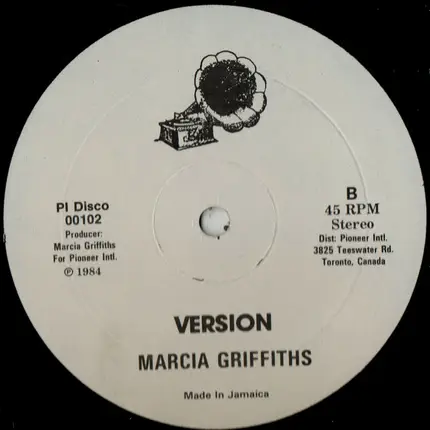 PI Disco
00102
Producer:
Marcia Griffiths
For Pioneer Intl.
℗ 1984
B
45 RPM
Stereo
Dist: Pioneer Intl.
3825 Teeswater Rd.
Toronto, Canada
VERSION
MARCIA GRIFFITHS
Made In Jamaica